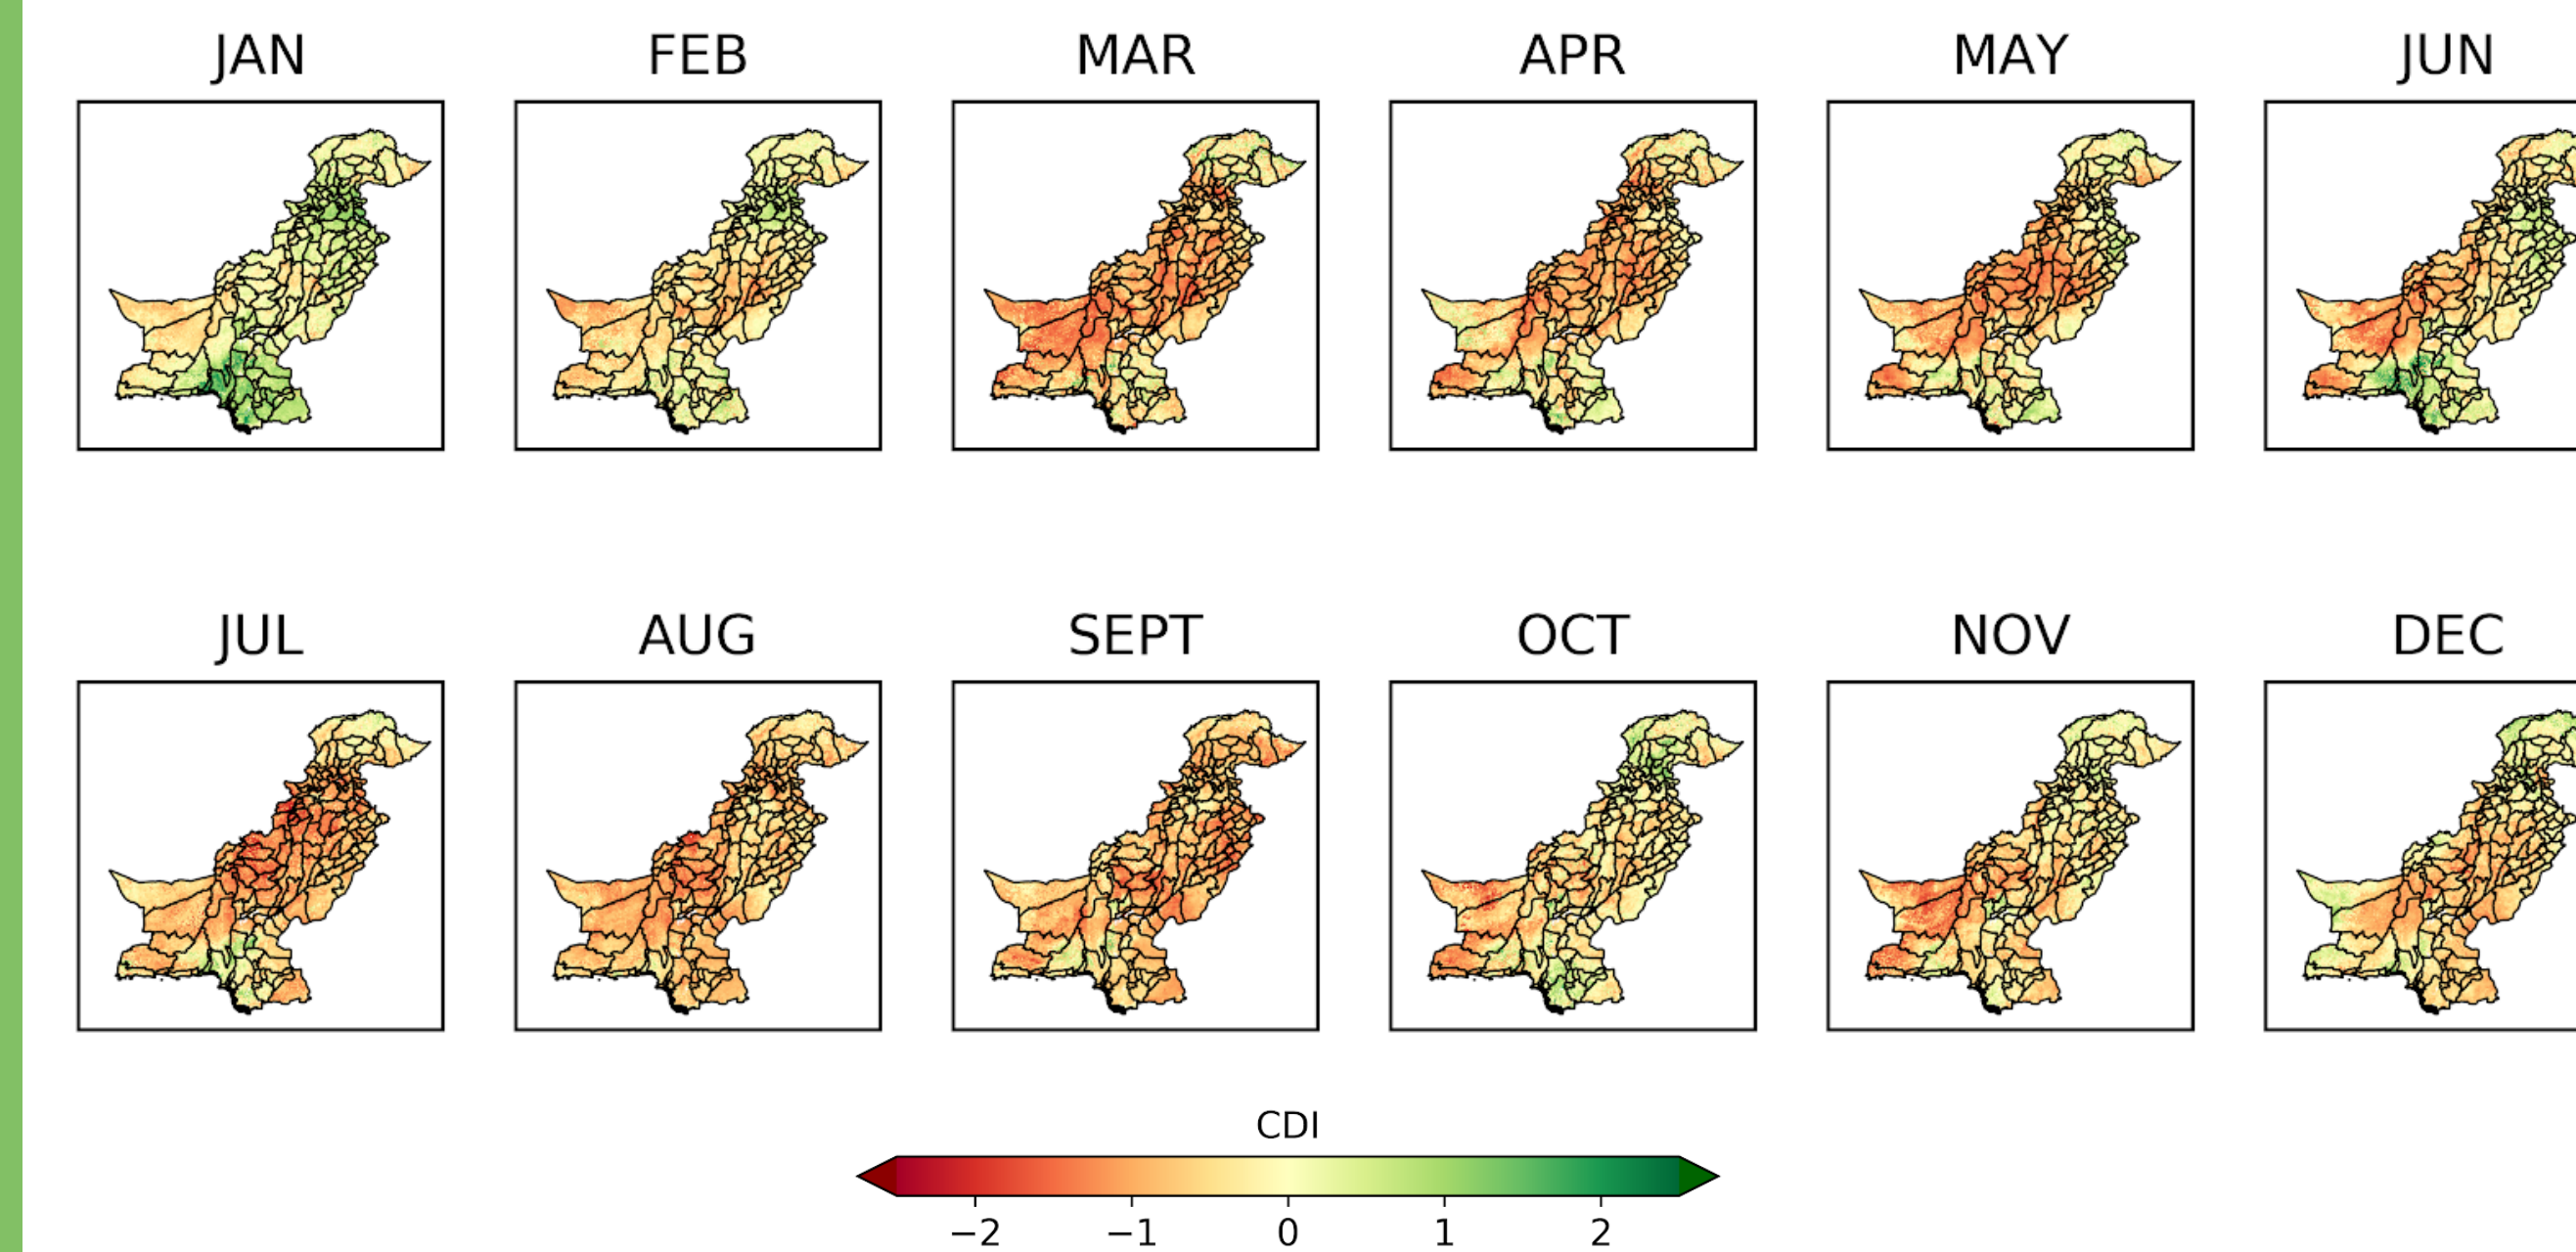 JAN FEB MAR APR MAY JUN
JUL AUG SEPT OCT NOV DEC
CDI
−2 −1 0 1 2